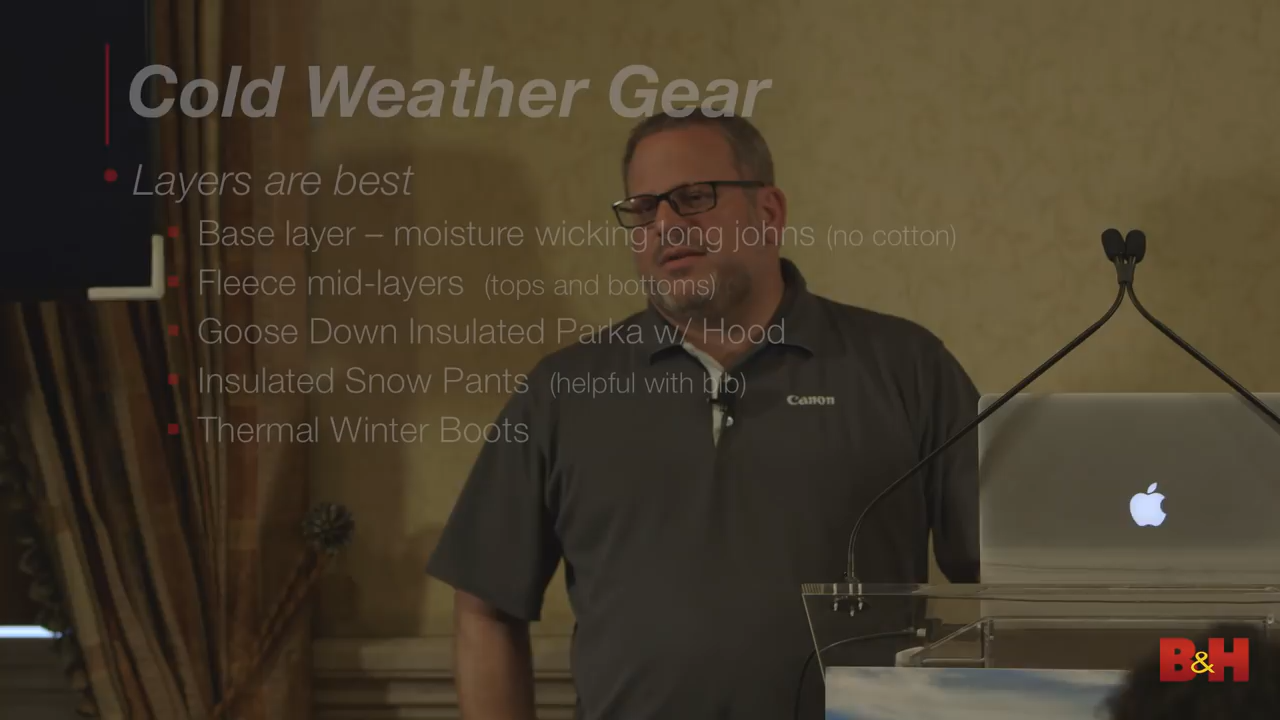 Cold Weather Gear
Layers are best
Base layer – moisture wicking long johns (no cotton)
Fleece mid-layers (tops and bottoms)
Goose Down Insulated Parka w/ Hood
Insulated Snow Pants (helpful with bib)
Thermal Winter Boots
Canon
B&H